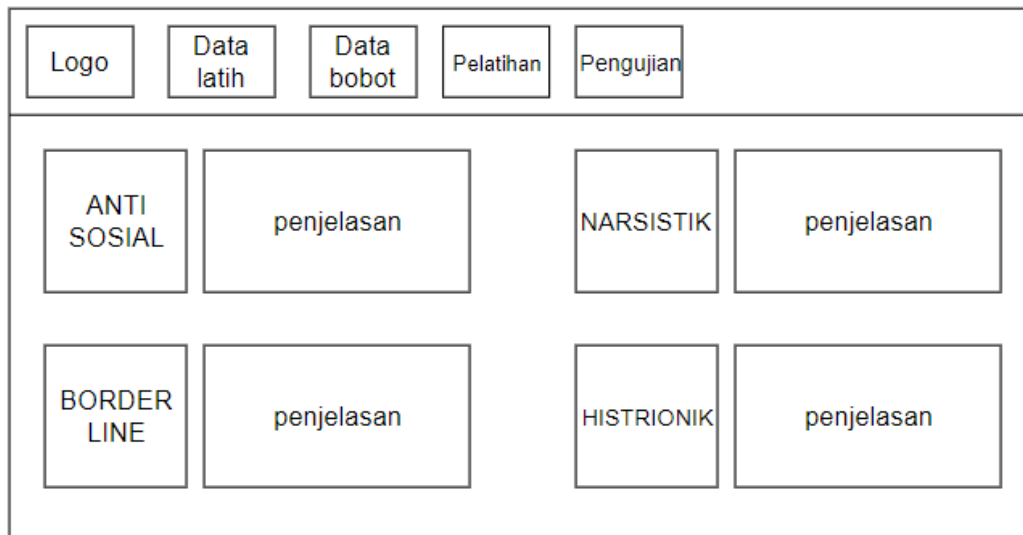 Logo
Data
latih
Data
bobot
Pelatihan
Pengujian
ANTI
SOSIAL
penjelasan
NARSISTIK
penjelasan
BORDER
LINE
penjelasan
HISTRIONIK
penjelasan